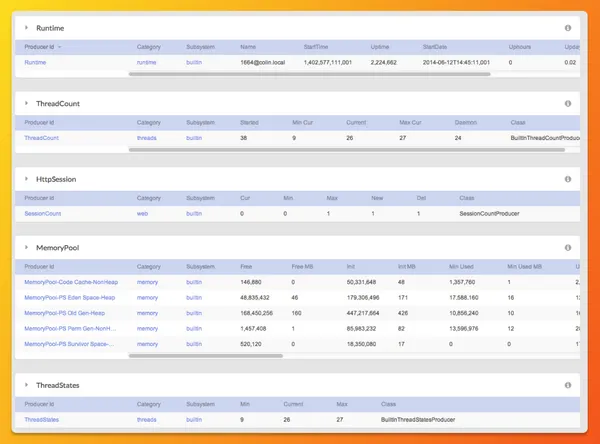 Runtime
Producer Id Category Subsystem Name StartTime Uptime StartDate Uphours
Runtime runtime builtin 1664@colin.local 1,402,577,111,001 2,224,662 2014-06-12T14:45:11,001 0 0.02
ThreadCount
Producer Id Category Subsystem Started Min Cur Current Max Cur Daemon Class
ThreadCount threads builtin 38 9 26 27 24 BuiltinThreadCountProduc
HttpSession
Producer Id Category Subsystem Cur Min Max New Del Class
SessionCount web builtin 0 0 1 1 1 SessionCountProducer
MemoryPool
Producer Id Category Subsystem Free Free MB Init Init MB Min Used Min Used MB U
MemoryPool-Code Cache-NonHeap memory builtin 146,880 0 50,331,648 48 1,357,760 1 2,
MemoryPool-PS Eden Space-Heap memory builtin 48,835,432 46 179,306,496 171 17,588,160 16
MemoryPool-PS Old Gen-Heap memory builtin 168,450,256 160 447,217,664 426 10,856,240 10
MemoryPool-PS Perm Gen-NonH... memory builtin 1,457,408 1 85,983,232 82 13,596,976 12
MemoryPool-PS Survivor Space-... memory builtin 520,120 0 18,350,080 17 0 0 0
ThreadStates
Producer Id Category Subsystem Min Current Max Class
ThreadStates threads builtin 9 26 27 BuiltInThreadStatesProducer